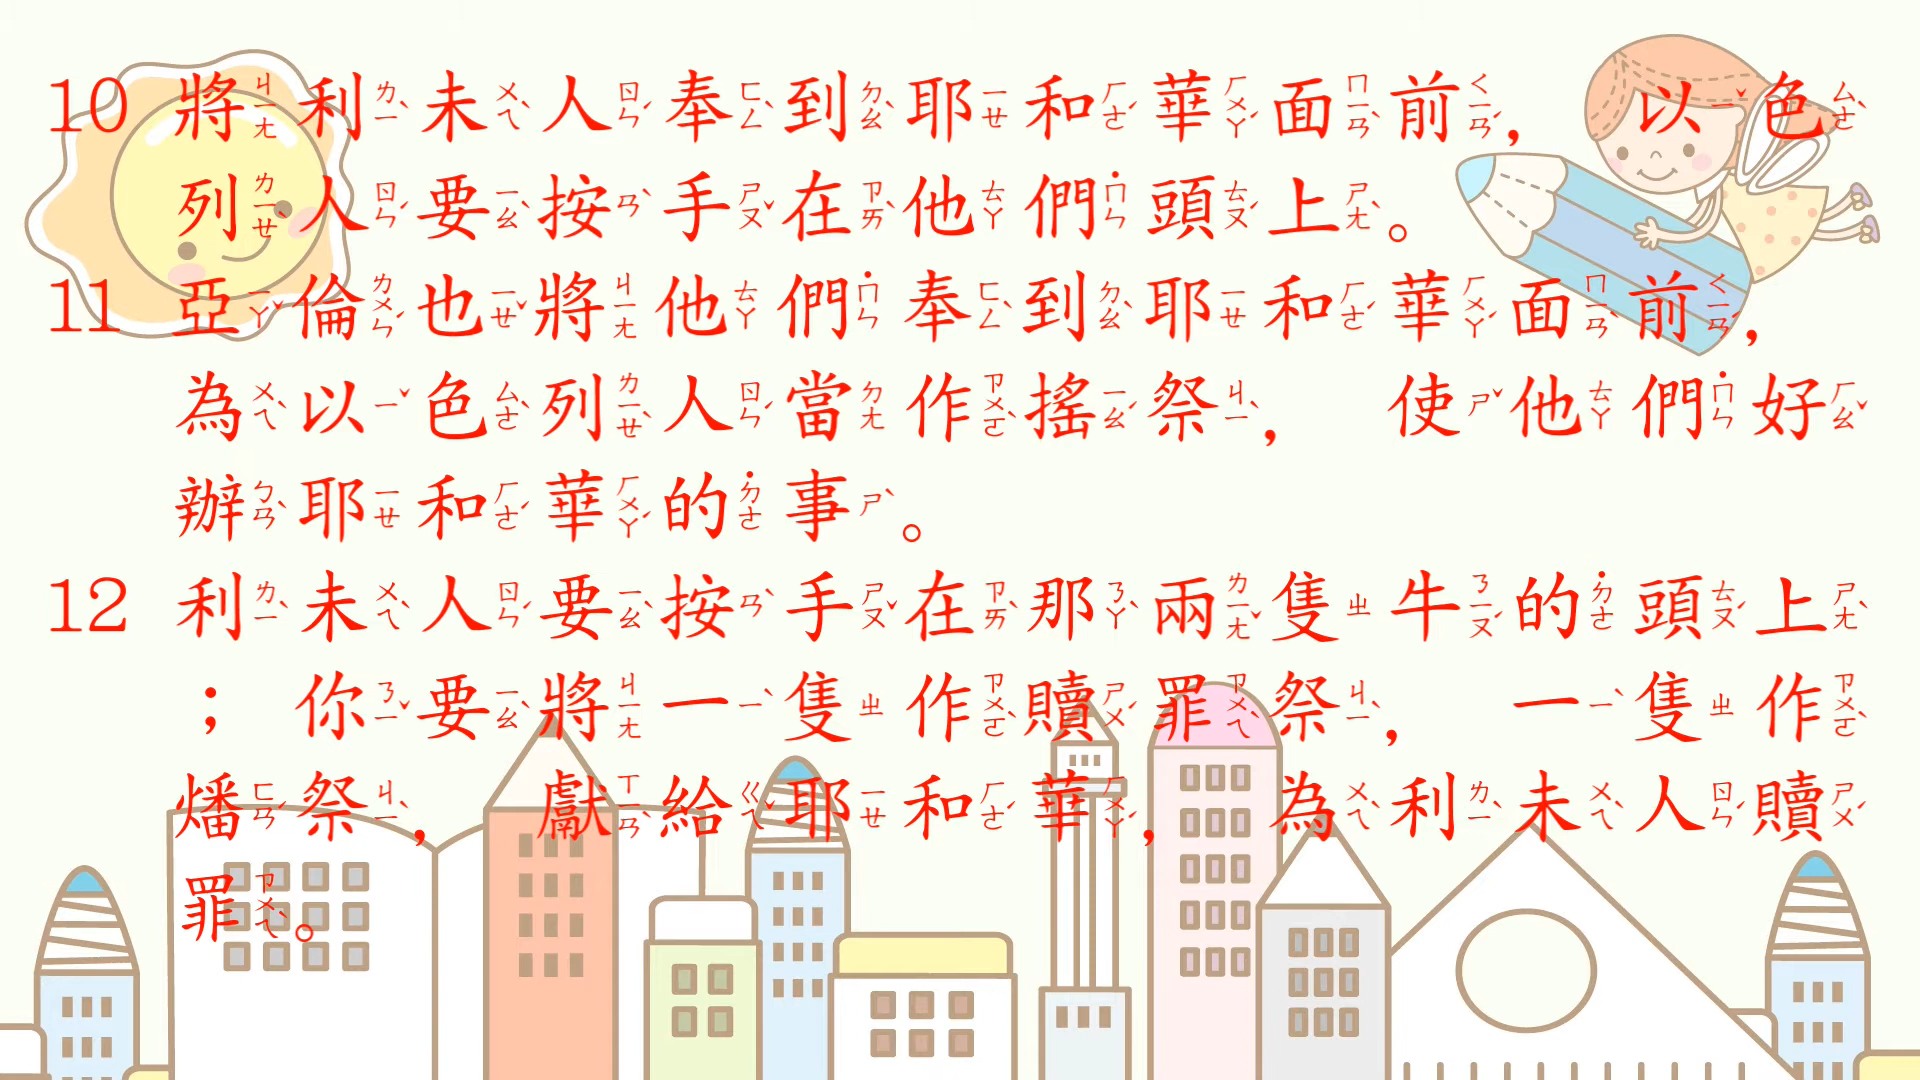 10 將利未人奉到耶和華面前， 以色
列人要按手在他們頭上。
11 亞倫也將他們奉到耶和華面前，
為以色列人當作搖祭， 使他們好
辦耶和華的事。
12 利未人要按手在那兩隻牛的頭上
； 你要將一隻作贖罪祭， 一隻作
燔祭， 獻給耶和華， 為利未人贖
罪。